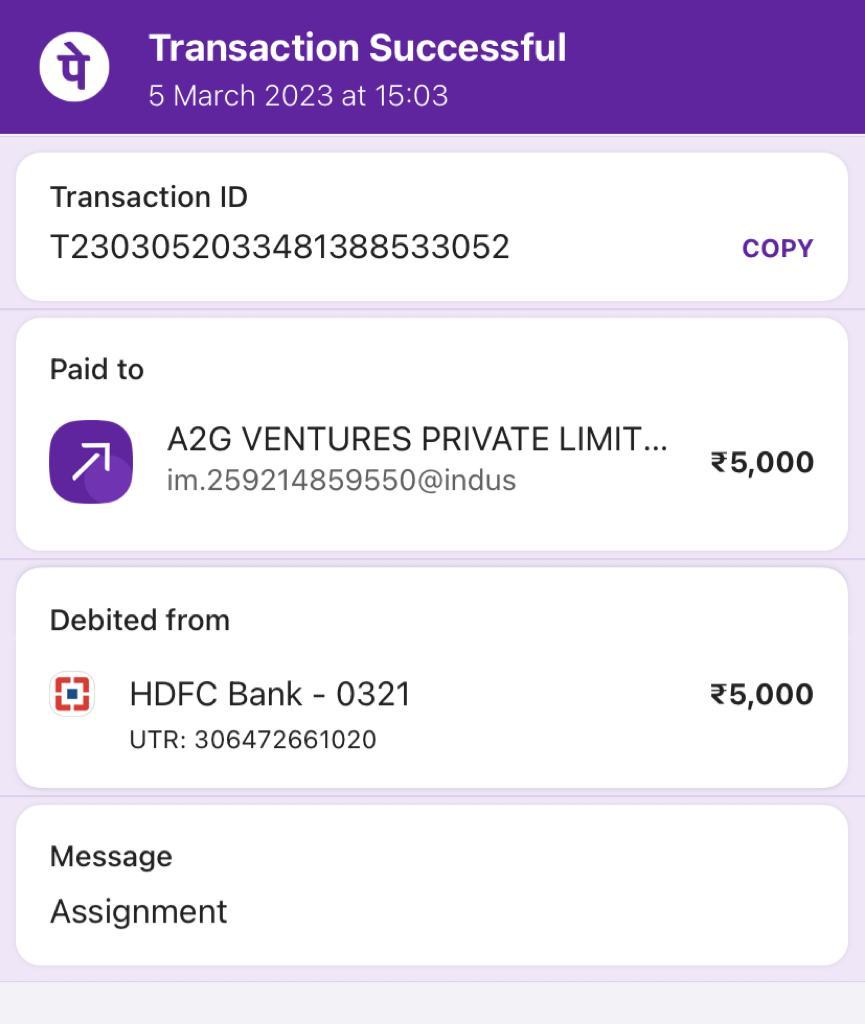 पे
Transaction Successful
5 March 2023 at 15:03
Transaction ID
T2303052033481388533052
COPY
Paid to
A2G VENTURES PRIVATE LIMIT...
₹5,000
im.259214859550@indus
Debited from
HDFC Bank - 0321
₹5,000
UTR: 306472661020
Message
Assignment